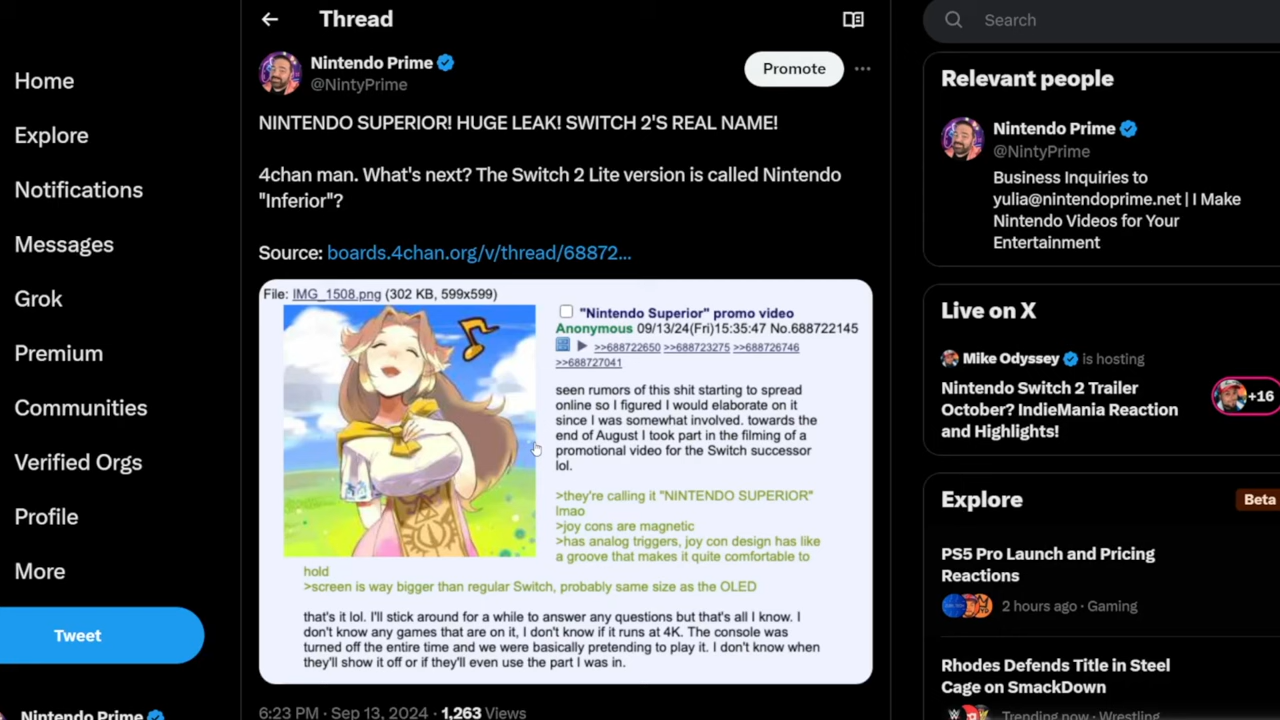 Home
Explore
Notifications
Messages
Grok
Premium
Communities
Verified Orgs
Profile
More
Tweet
Nintendo Prime
Thread
Nintendo Prime
@NintyPrime
Promote
NINTENDO SUPERIOR! HUGE LEAK! SWITCH 2'S REAL NAME!
4chan man. What's next? The Switch 2 Lite version is called Nintendo
"Inferior"?
Source: boards.4chan.org/v/thread/68872...
File: IMG_1508.png (302 KB, 599x599)
"Nintendo Superior" promo video
Anonymous 09/13/24(Fri)15:35:47 No.688722145
>>688722650 >>688723275 >>688726746
>>688727041
seen rumors of this shit starting to spread
online so I figured I would elaborate on it
since I was somewhat involved. towards the
end of August I took part in the filming of a
promotional video for the Switch successor
lol.
>they're calling it "NINTENDO SUPERIOR"
lmao
>joy cons are magnetic
>has analog triggers, joy con design has like
a groove that makes it quite comfortable to
hold
>screen is way bigger than regular Switch, probably same size as the OLED
that's it lol. I'll stick around for a while to answer any questions but that's all I know. I
don't know any games that are on it, I don't know if it runs at 4K. The console was
turned off the entire time and we were basically pretending to play it. I don't know when
they'll show it off or if they'll even use the part I was in.
6:23 PM · Sep 13, 2024 · 1,263 Views
Search
Relevant people
Nintendo Prime
@NintyPrime
Business Inquiries to
yulia@nintendoprime.net | I Make
Nintendo Videos for Your
Entertainment
Live on X
Mike Odyssey is hosting
Nintendo Switch 2 Trailer
October? IndieMania Reaction
and Highlights!
+16
Explore
Beta
PS5 Pro Launch and Pricing
Reactions
2 hours ago · Gaming
Rhodes Defends Title in Steel
Cage on SmackDown
Trending now · Wrestling